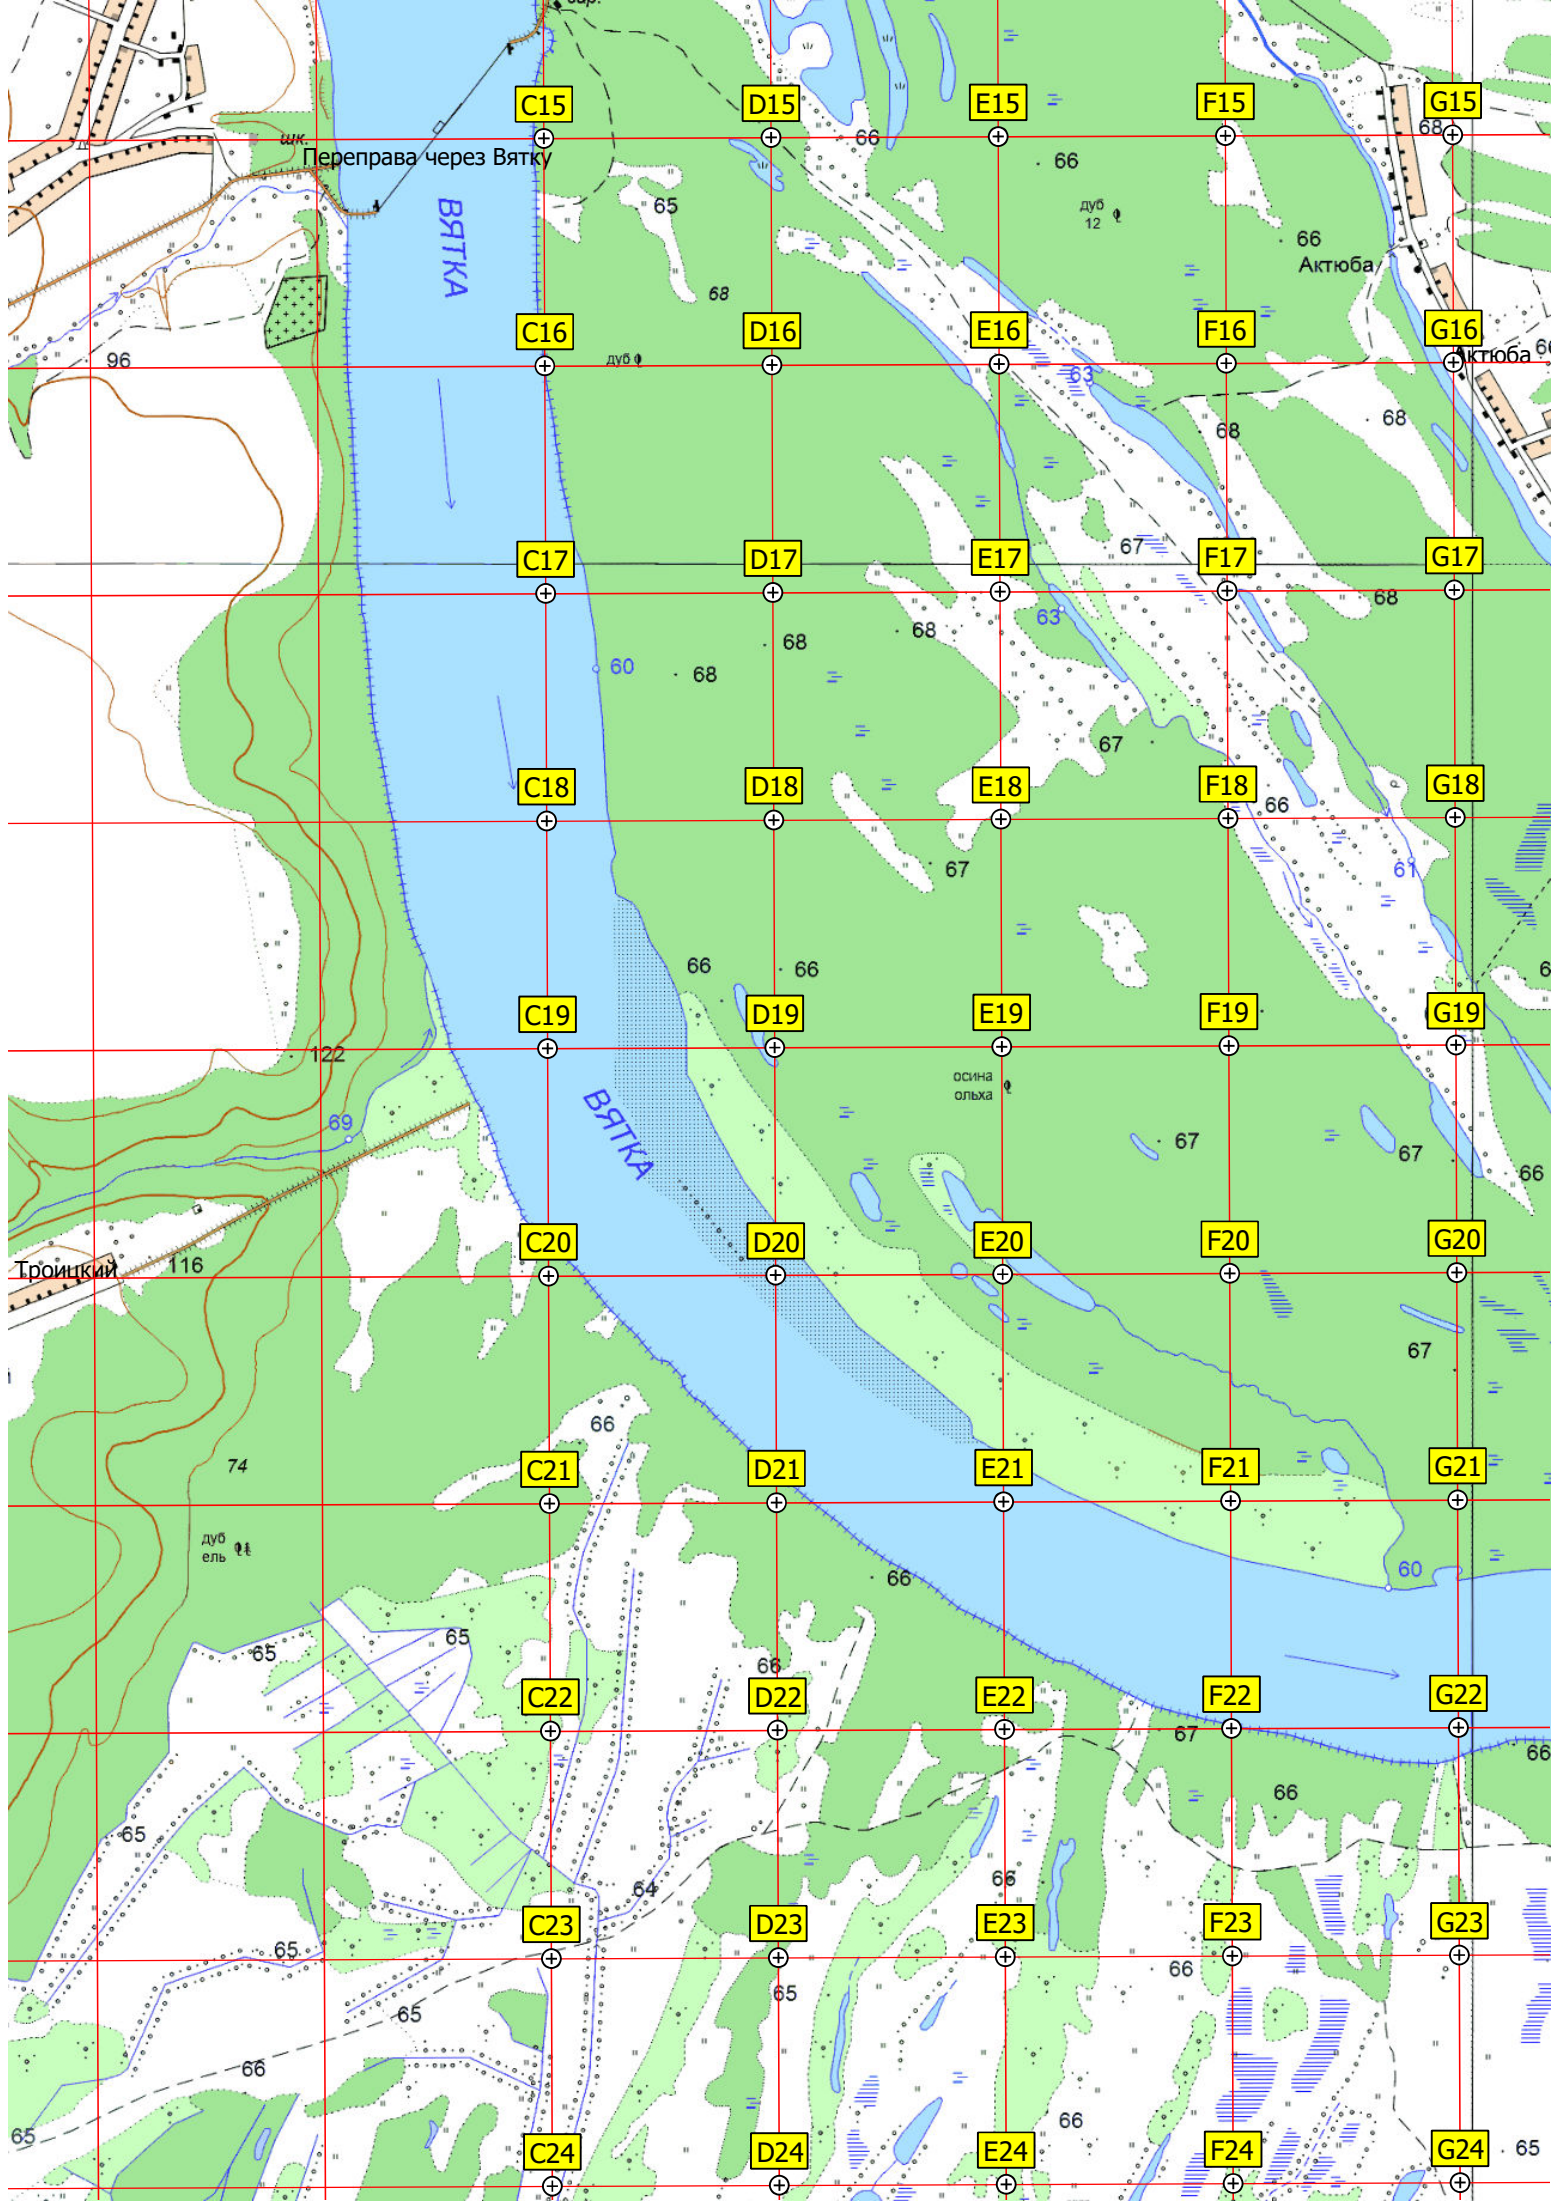 C15
D15
E15
F15
G15
66
68
шк.
Переправа через Вятку
66
65
дуб
12
ВЯТКА
66
Актюба
68
C16
D16
E16
F16
G16
96
дуб
63
Актюба
68
68
67
C17
D17
E17
F17
G17
68
63
68
68
60
68
67
C18
D18
E18
F18
G18
66
67
61
66
66
C19
D19
E19
F19
G19
122
осина
ольха
69
ВЯТКА
67
67
66
C20
D20
E20
F20
G20
Троицкий
116
67
66
74
C21
D21
E21
F21
G21
дуб
ель
66
60
65
65
66
C22
D22
E22
F22
G22
67
66
66
65
64
66
C23
D23
E23
F23
G23
65
66
65
65
66
66
65
65
C24
D24
E24
F24
G24